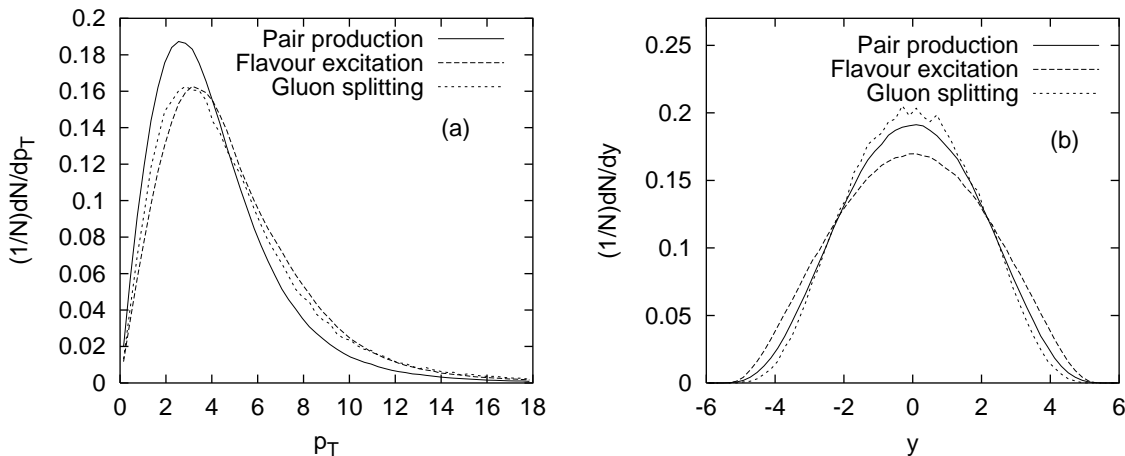 0.2
0.18
0.16
0.14
0.12
0.1
0.08
0.06
0.04
0.02
0
0 2 4 6 8 10 12 14 16 18
(1/N)dN/dpT
pT
Pair production
Flavour excitation
Gluon splitting
(a)
0.25
0.2
0.15
0.1
0.05
0
-6 -4 -2 0 2 4 6
(1/N)dN/dy
y
Pair production
Flavour excitation
Gluon splitting
(b)